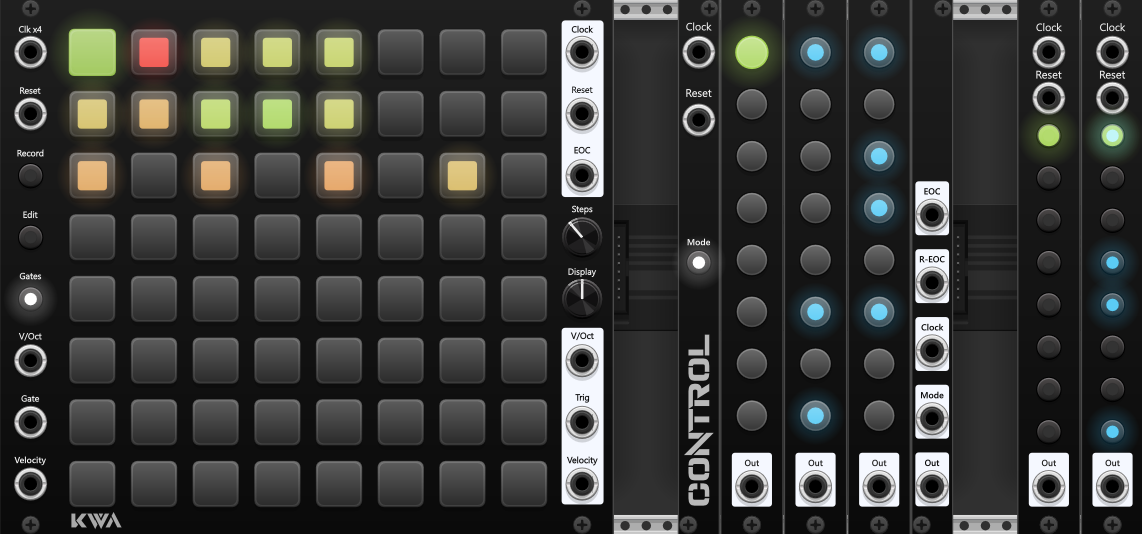 Clk x4
Reset
Record
Edit
Gates
V/Oct
Gate
Velocity
KWA
Clock
Reset
EOC
Steps
Display
V/Oct
Trig
Velocity
Clock
Reset
Mode
CONTROL
Out
Out
Out
EOC
R-EOC
Clock
Mode
Out
Clock
Reset
Out
Clock
Reset
Out